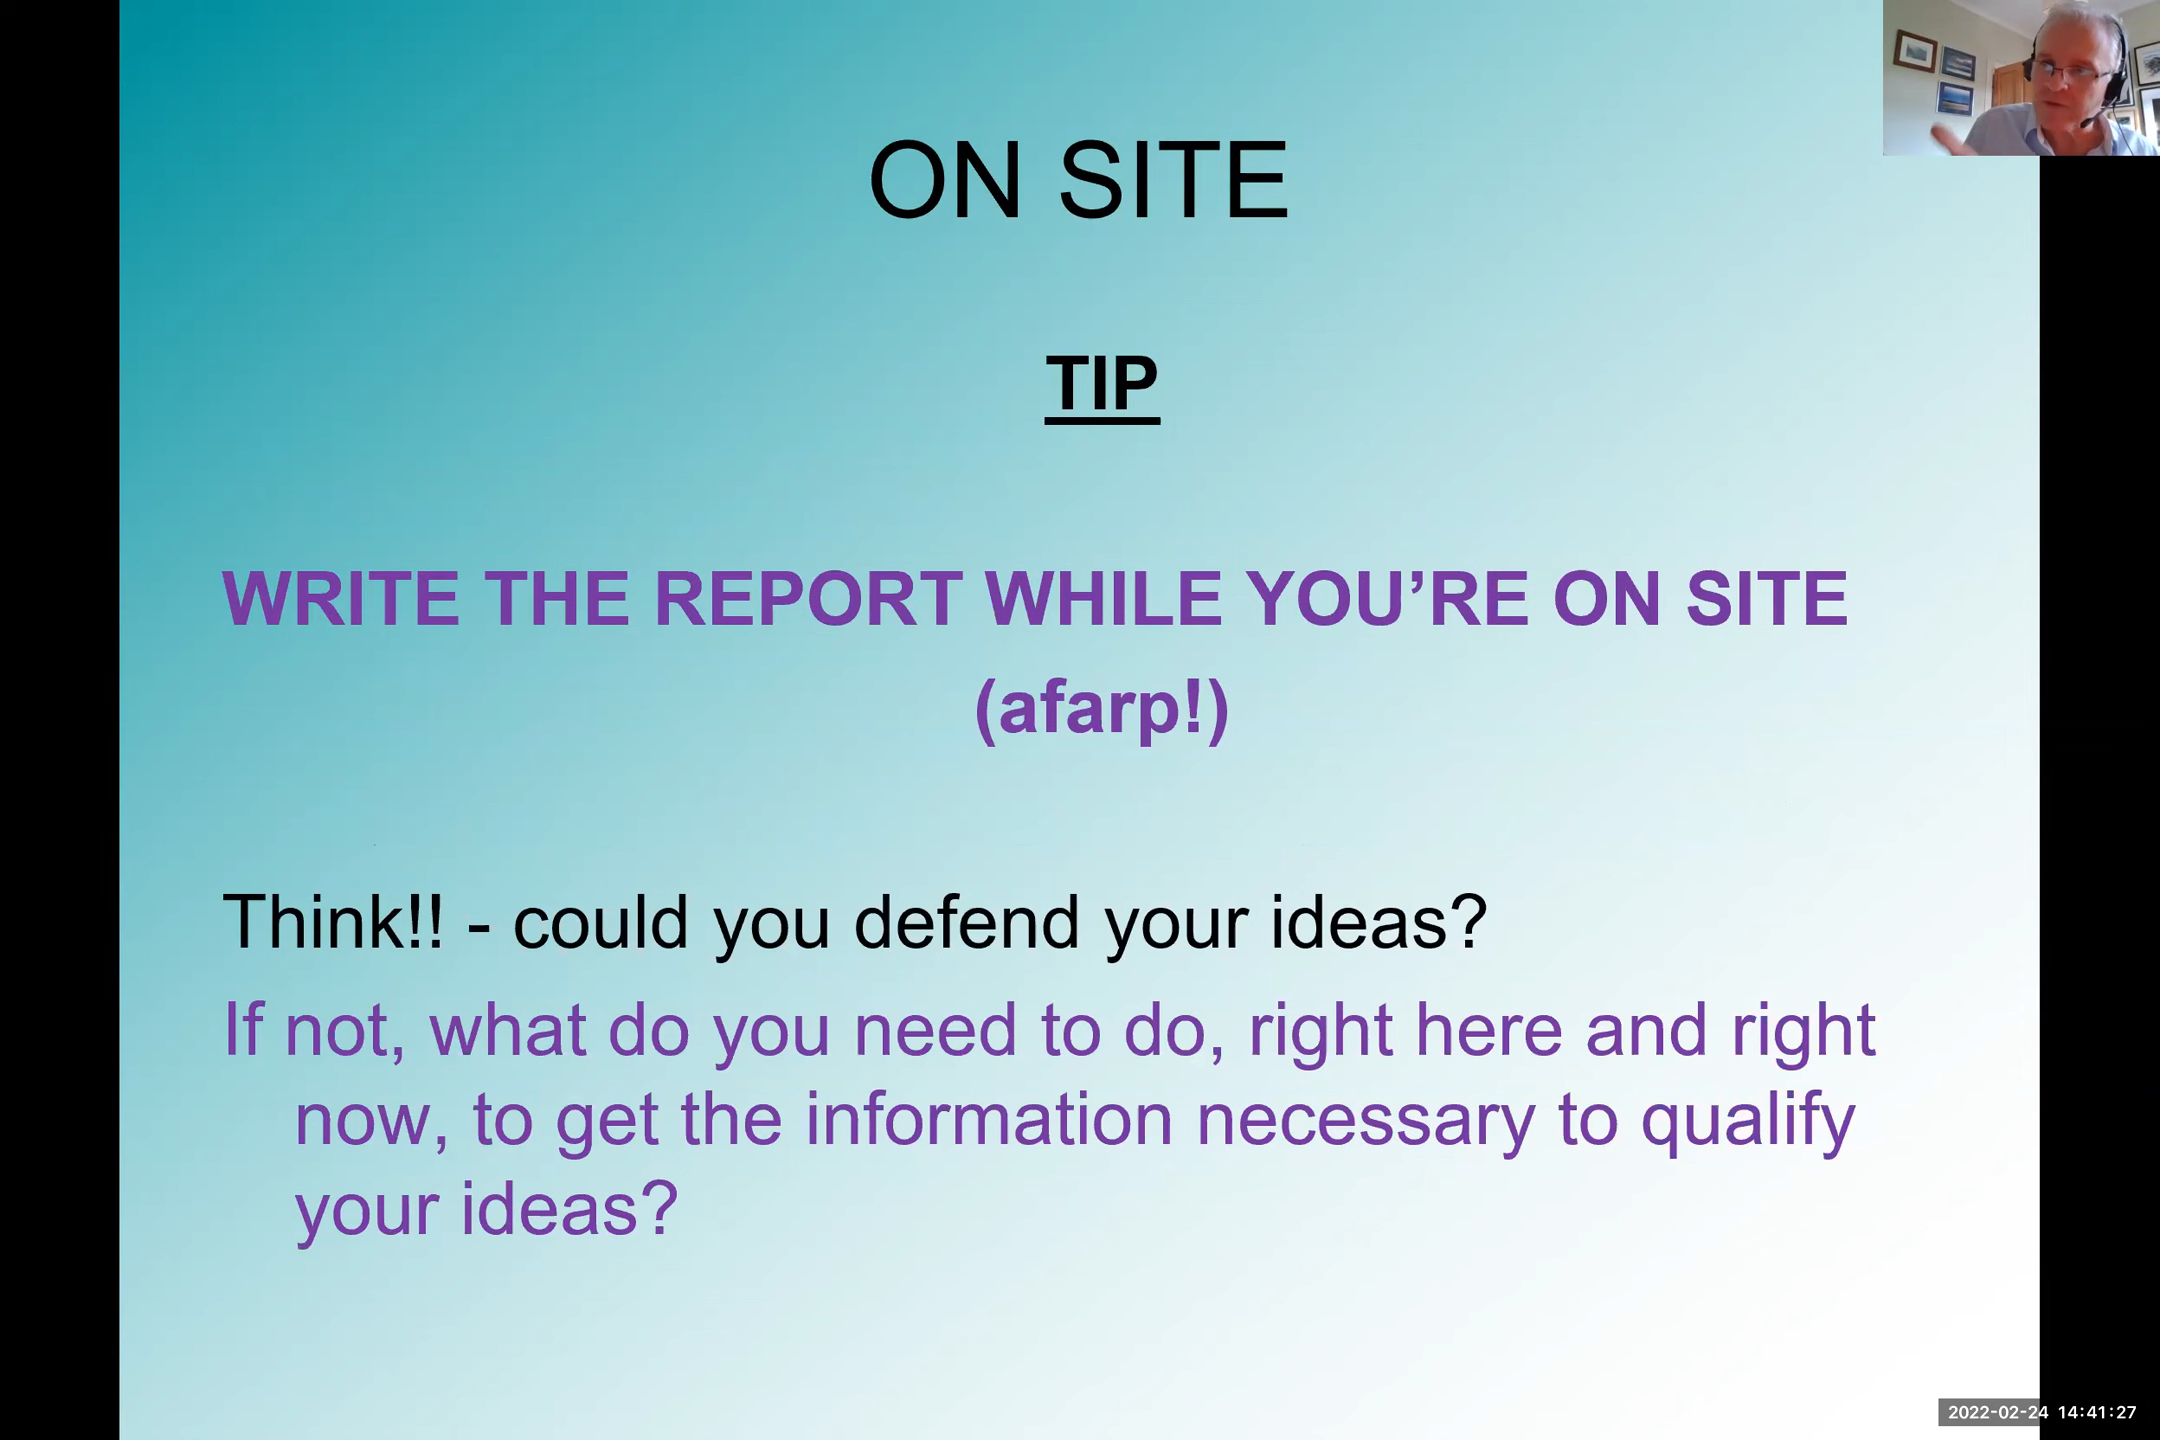 ON SITE
TIP
WRITE THE REPORT WHILE YOU’RE ON SITE
(afarp!)
Think!! - could you defend your ideas?
If not, what do you need to do, right here and right
now, to get the information necessary to qualify
your ideas?
2022-02-24 14:41:27